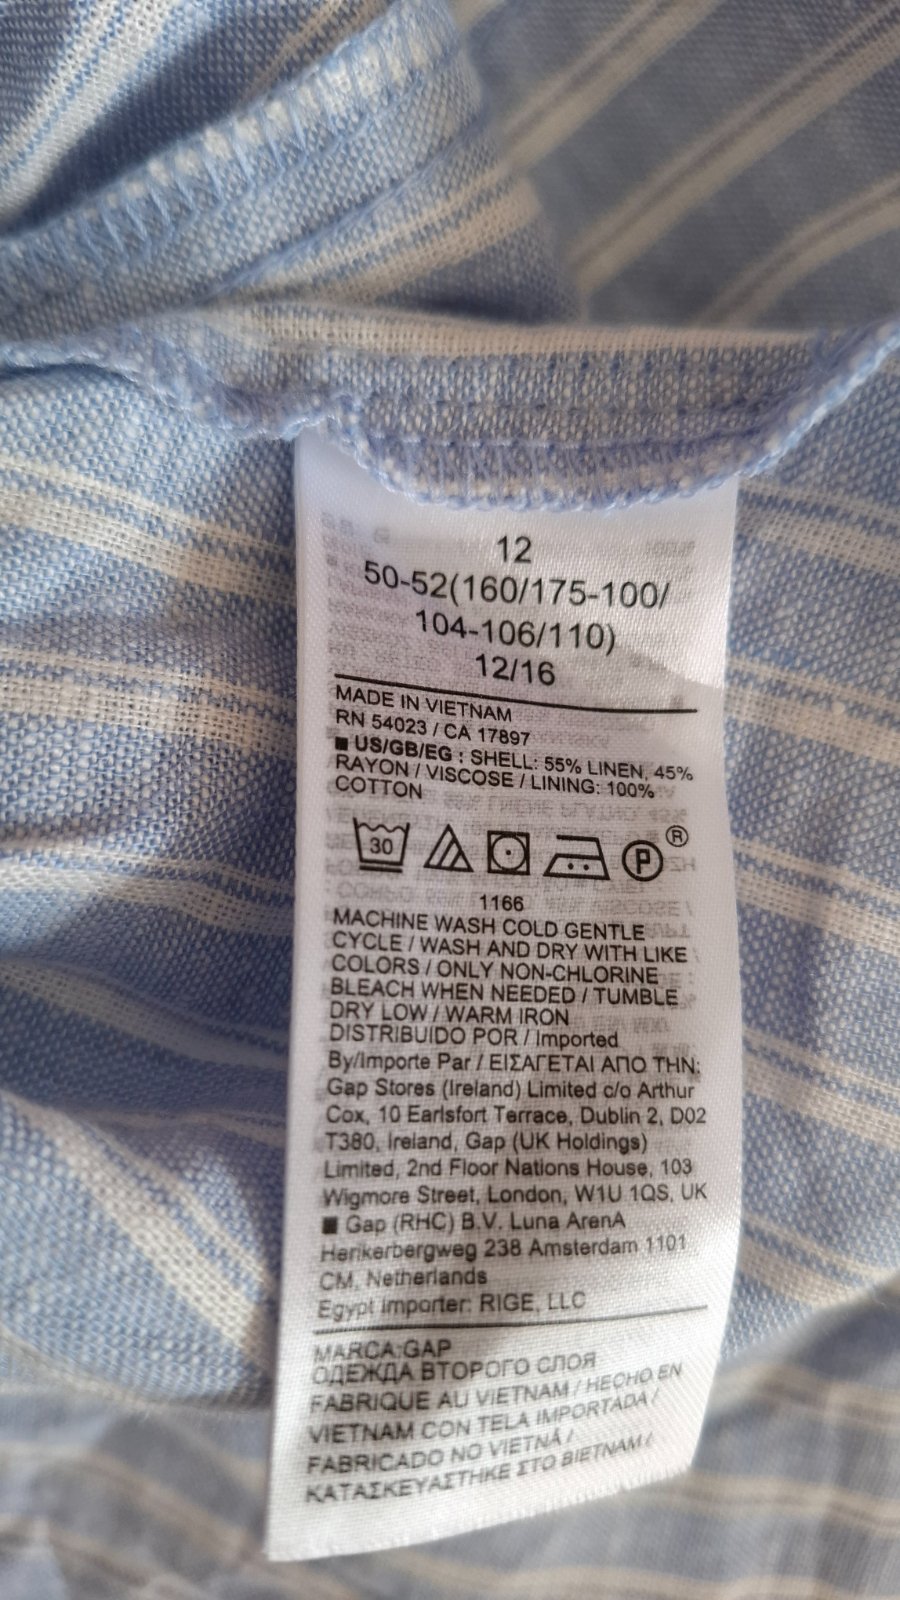 12
50-52(160/175-100/
104-106/110)
12/16
MADE IN VIETNAM
RN 54023 / CA 17897
■ US/GB/EG : SHELL: 55% LINEN, 45%
RAYON / VISCOSE / LINING: 100%
COTTON
30
P ®
1166
MACHINE WASH COLD GENTLE
CYCLE / WASH AND DRY WITH LIKE
COLORS / ONLY NON-CHLORINE
BLEACH WHEN NEEDED / TUMBLE
DRY LOW / WARM IRON
DISTRIBUIDO POR / Imported
By/Importe Par / ΕΙΣΑΓΕΤΑΙ ΑΠΟ ΤΗΝ:
Gap Stores (Ireland) Limited c/o Arthur
Cox, 10 Earlsfort Terrace, Dublin 2, D02
T380, Ireland, Gap (UK Holdings)
Limited, 2nd Floor Nations House, 103
Wigmore Street, London, W1U 1QS, UK
■ Gap (RHC) B.V. Luna ArenA
Herikerbergweg 238 Amsterdam 1101
CM, Netherlands
Egypt importer: RIGE, LLC
MARCA:GAP
ОДЕЖДА ВТОРОГО СЛОЯ
FABRIQUE AU VIETNAM / HECHO EN
VIETNAM CON TELA IMPORTADA /
FABRICADO NO VIETNÃ /
ΚΑΤΑΣΚΕΥΑΣΤΗΚΕ ΣΤΟ ΒΙΕΤΝΑΜ /